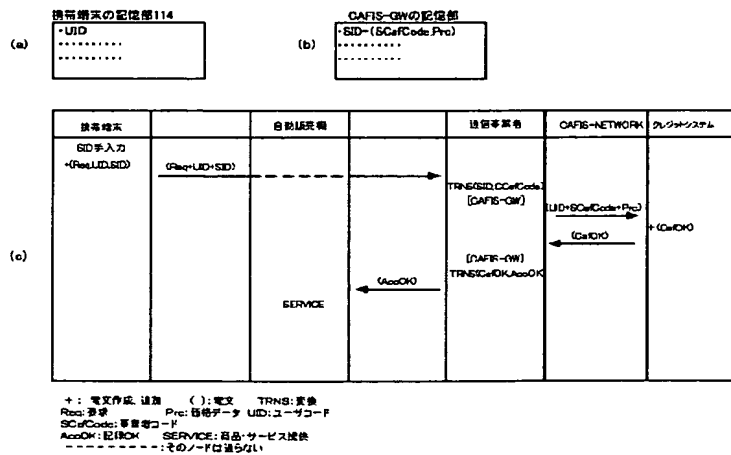 携帯端末の記憶部114
CAFIS-GWの記憶部
(a)
・UID
(b)
・SID-(SCafCode,Prc)
携帯端末
自動販売機
通信事業者
CAFIS-NETWORK
クレジットシステム
SID手入力
+(Req,UID,SID)
(Req+UID+SID)
TRNS(SID,CCafCode)
[CAFIS-GW]
(UID+SCafCode+Prc)
+(CafOK)
(CafOK)
(c)
[CAFIS-GW]
TRNS(CafOK,AccOK)
(AccOK)
SERVICE
+: 電文作成、追加 ( ): 電文 TRNS: 変換
Req: 要求 Prc: 価格データ UID: ユーザコード
SCafCode: 事業者コード
AccOK: 記録OK SERVICE: 商品・サービス提供
----------: そのノードは通らない